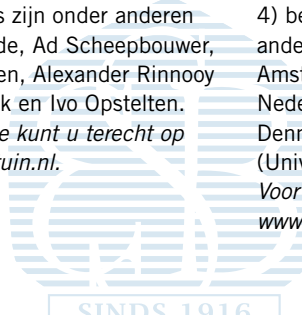 s zijn onder anderen
de, Ad Scheepbouwer,
en, Alexander Rinnooy
k en Ivo Opstelten.
e kunt u terecht op
uin.nl.
4) be
ande
Amst
Nede
Denn
(Univ
Voor
www
SINDS 1916